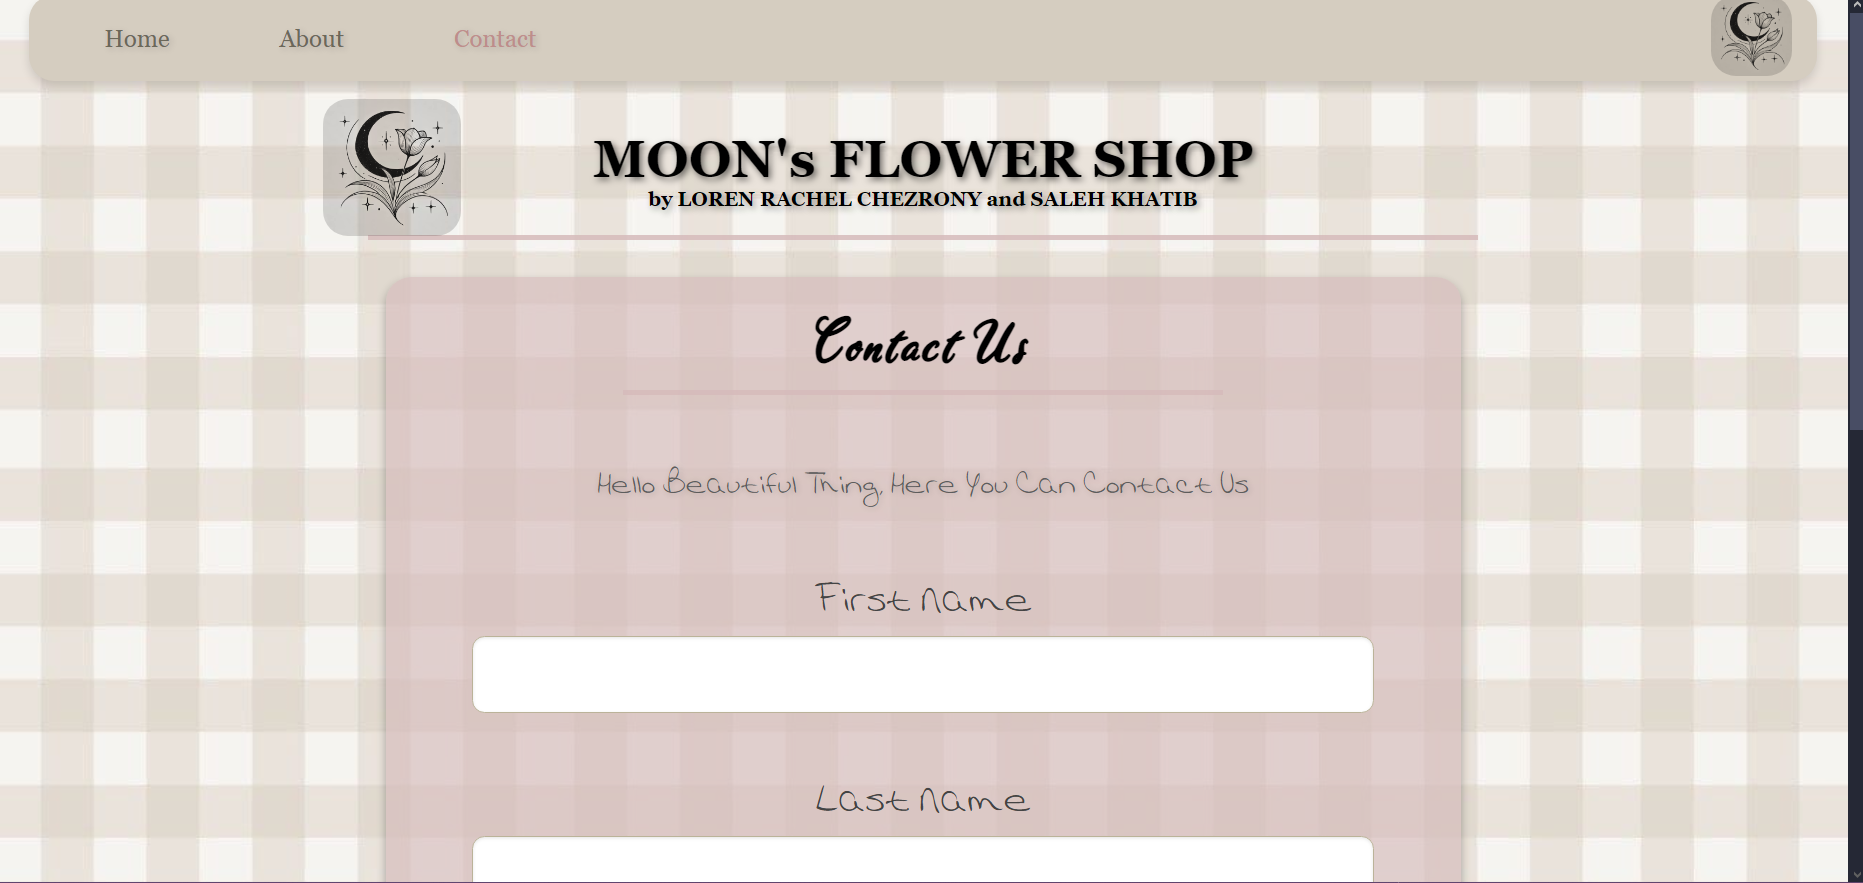 Home About Contact
MOON's FLOWER SHOP
by LOREN RACHEL CHEZRONY and SALEH KHATIB
Contact Us
Hello Beautiful Thing, Here You Can Contact Us
First Name
Last Name